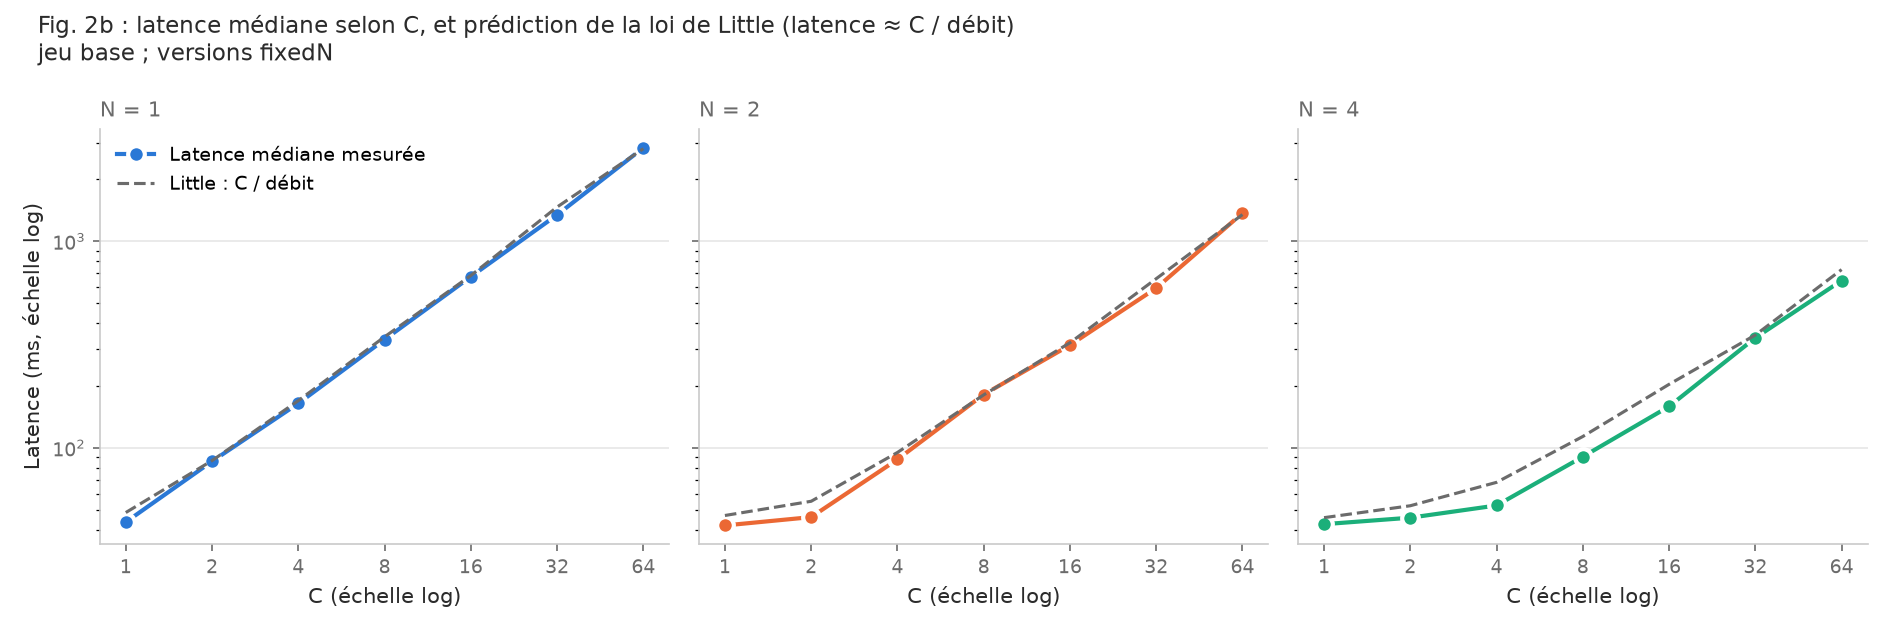 Fig. 2b : latence médiane selon C, et prédiction de la loi de Little (latence ≈ C / débit)
jeu base ; versions fixedN
N = 1
N = 2
N = 4
Latence médiane mesurée
Little : C / débit
Latence (ms, échelle log)
10³
10²
1 2 4 8 16 32 64
1 2 4 8 16 32 64
1 2 4 8 16 32 64
C (échelle log)
C (échelle log)
C (échelle log)